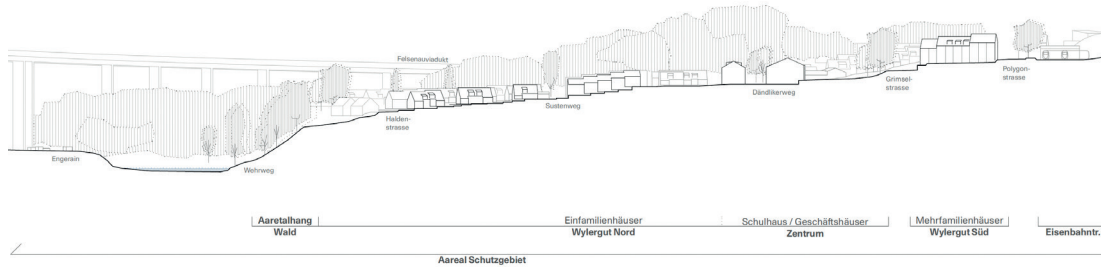 Felsenauviadukt
Polygon-
strasse
Grimsel-
strasse
Dändlikerweg
Sustenweg
Halden-
strasse
Engerain
Wehrweg
Aaretalhang
Einfamilienhäuser
Schulhaus / Geschäftshäuser
Mehrfamilienhäuser
Wald
Wylergut Nord
Zentrum
Wylergut Süd
Eisenbahntr.
Aareal Schutzgebiet